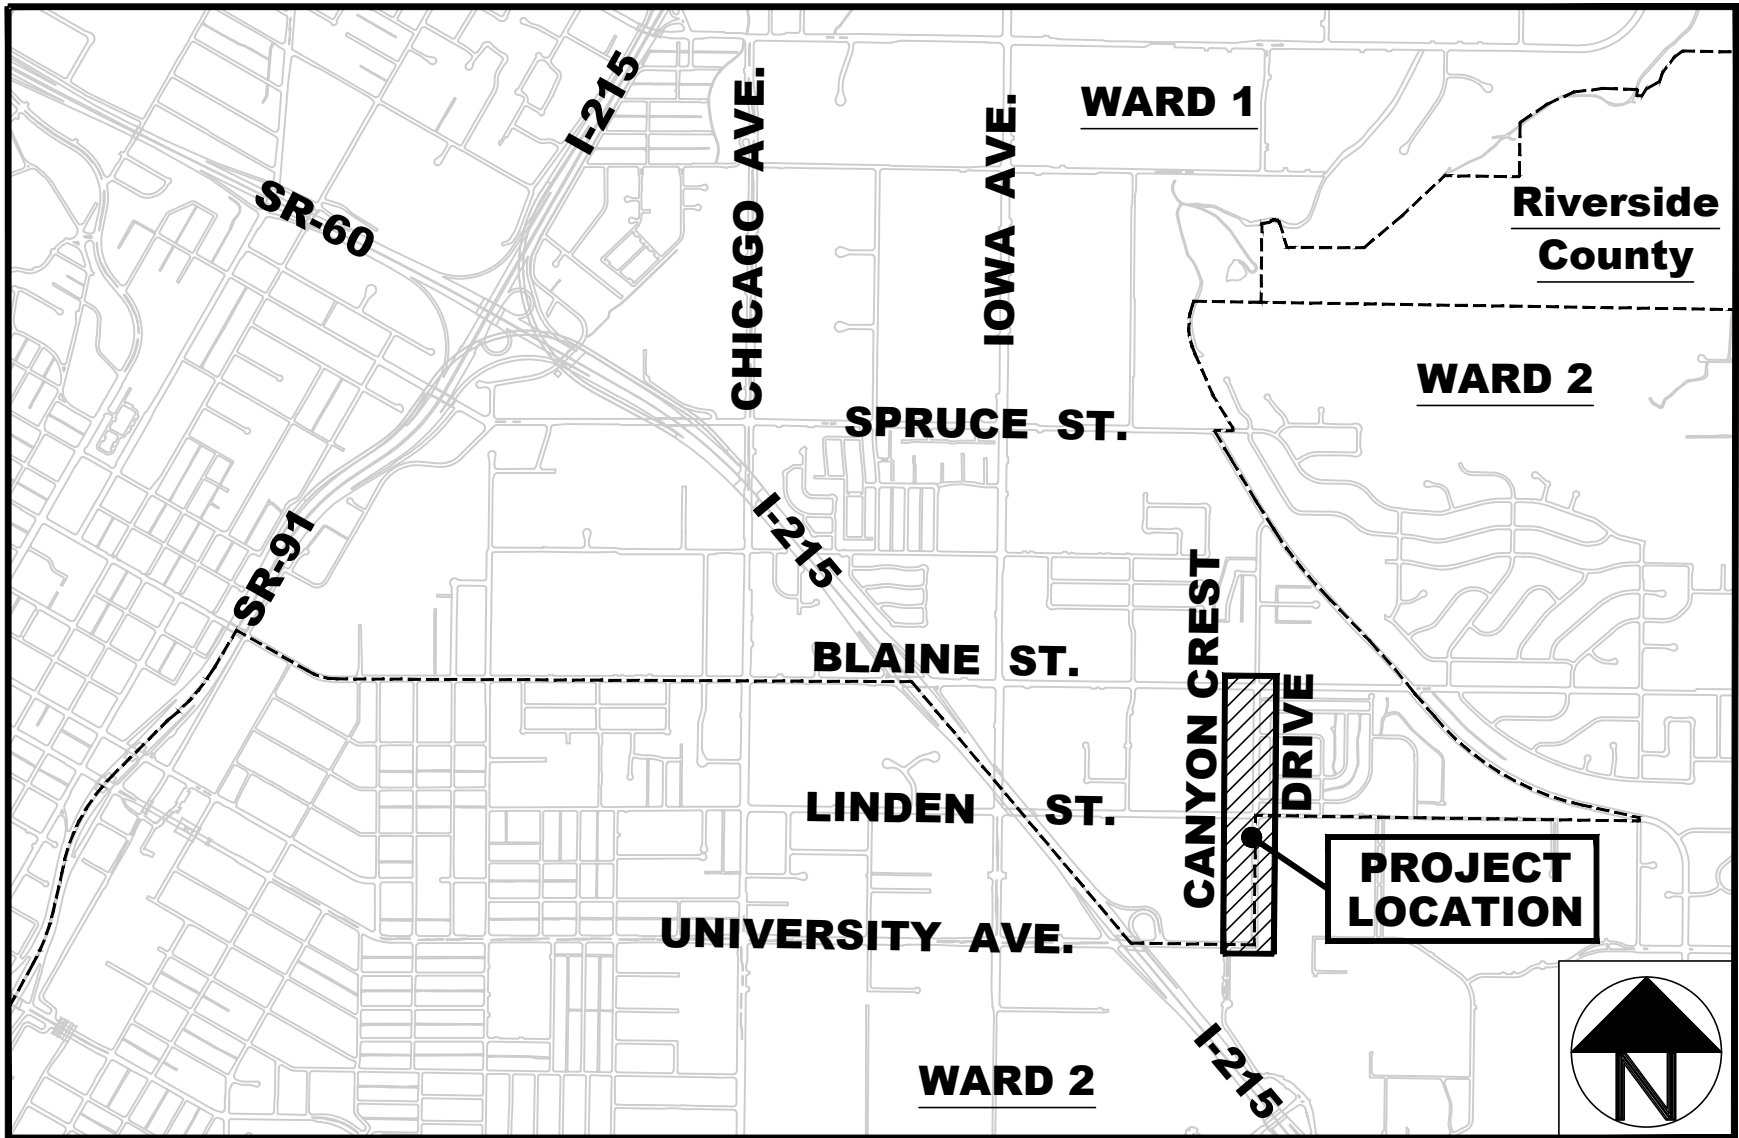 I-215
CHICAGO AVE.
IOWA AVE.
WARD 1
SR-60
Riverside
County
WARD 2
SPRUCE ST.
I-215
SR-91
CANYON CREST
DRIVE
BLAINE ST.
LINDEN ST.
PROJECT
LOCATION
UNIVERSITY AVE.
WARD 2
I-215
N